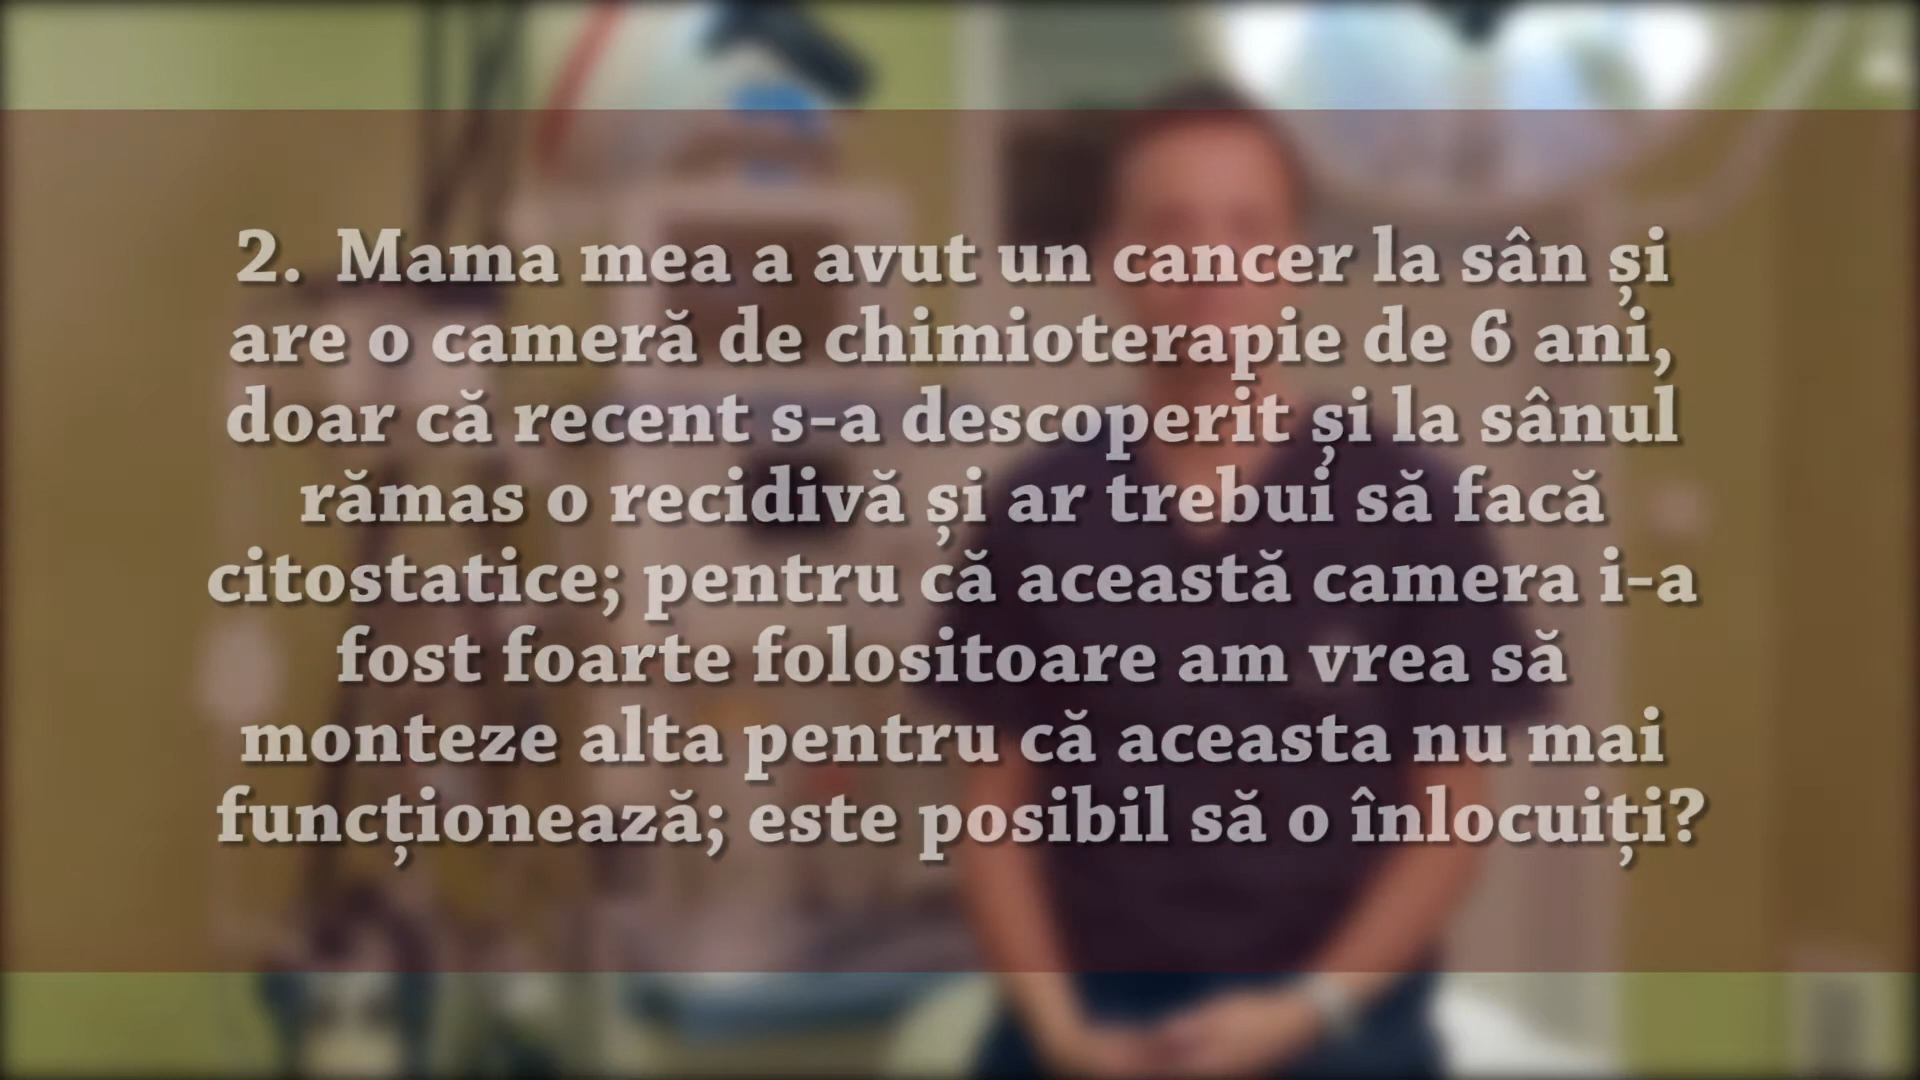 2. Mama mea a avut un cancer la sân și
are o cameră de chimioterapie de 6 ani,
doar că recent s-a descoperit și la sânul
rămas o recidivă și ar trebui să facă
citostatice; pentru că această camera i-a
fost foarte folositoare am vrea să
monteze alta pentru că aceasta nu mai
funcționează; este posibil să o înlocuiți?